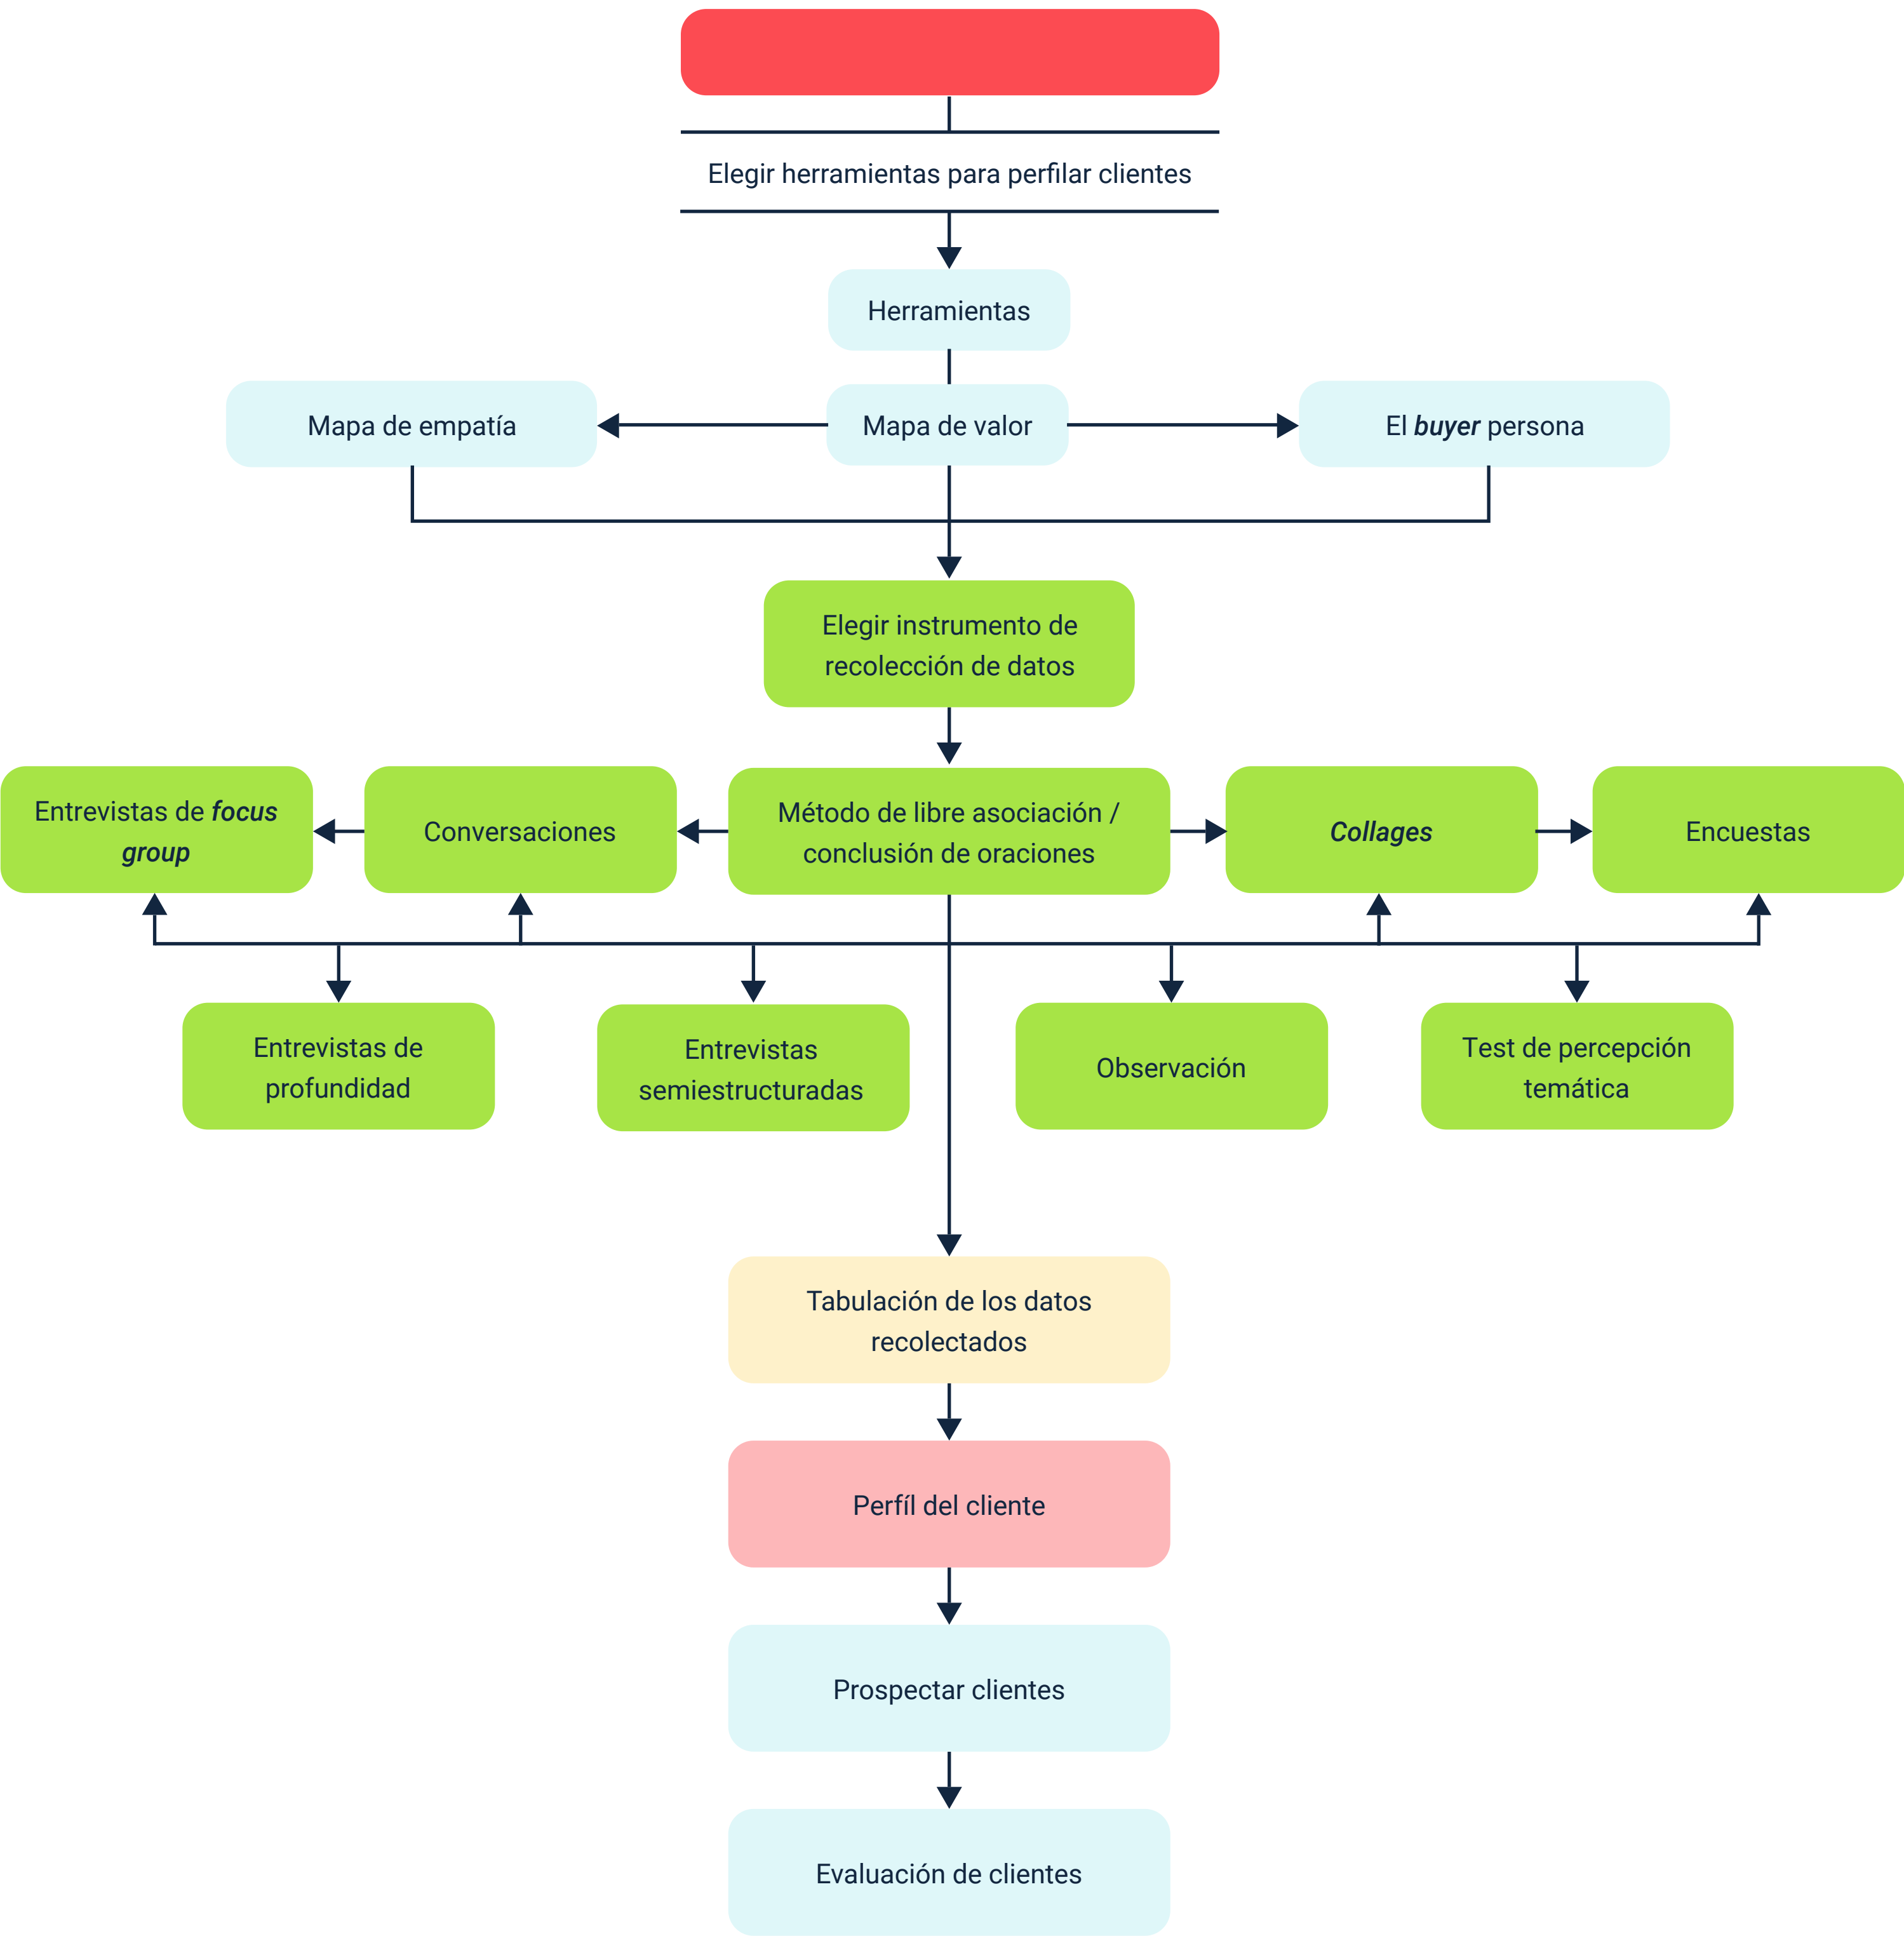 Elegir herramientas para perfilar clientes
Herramientas
Mapa de empatía
Mapa de valor
El buyer persona
Elegir instrumento de
recolección de datos
Entrevistas de focus
group
Conversaciones
Método de libre asociación /
conclusión de oraciones
Collages
Encuestas
Entrevistas de
profundidad
Entrevistas
semiestructuradas
Observación
Test de percepción
temática
Tabulación de los datos
recolectados
Perfíl del cliente
Prospectar clientes
Evaluación de clientes